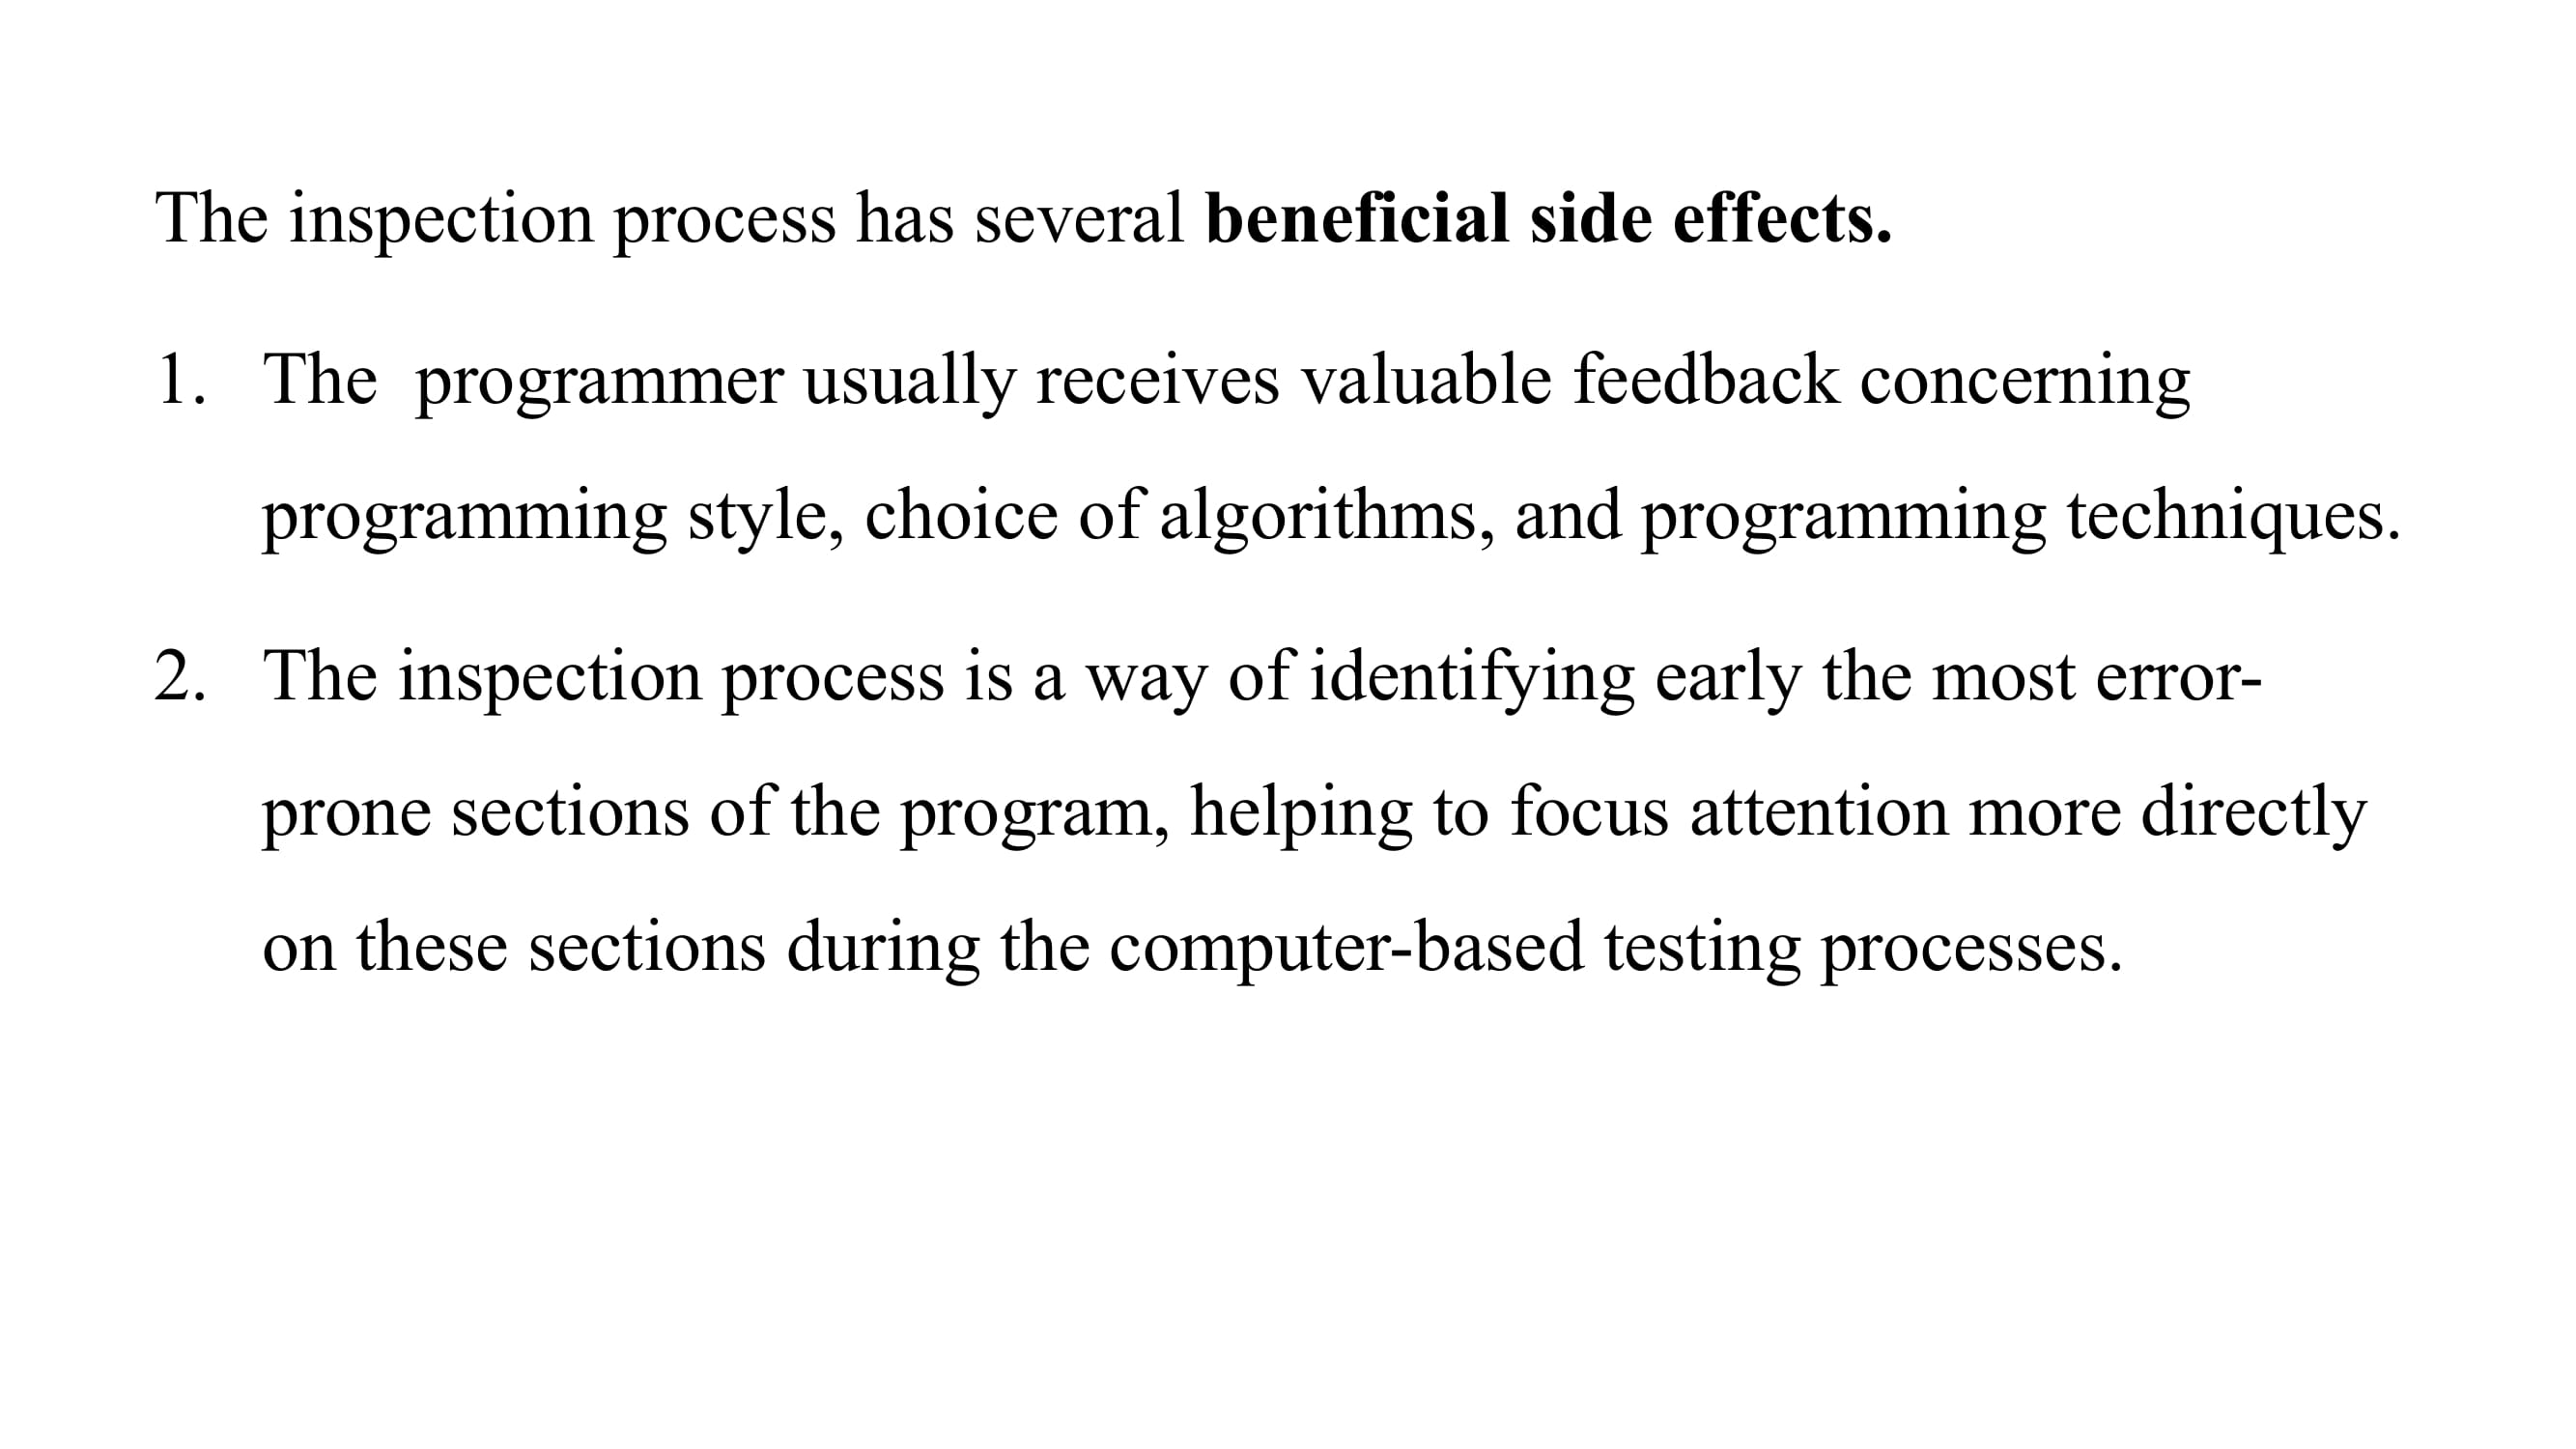 The inspection process has several beneficial side effects.
1. The  programmer usually receives valuable feedback concerning
programming style, choice of algorithms, and programming techniques.
2. The inspection process is a way of identifying early the most error-
prone sections of the program, helping to focus attention more directly
on these sections during the computer-based testing processes.